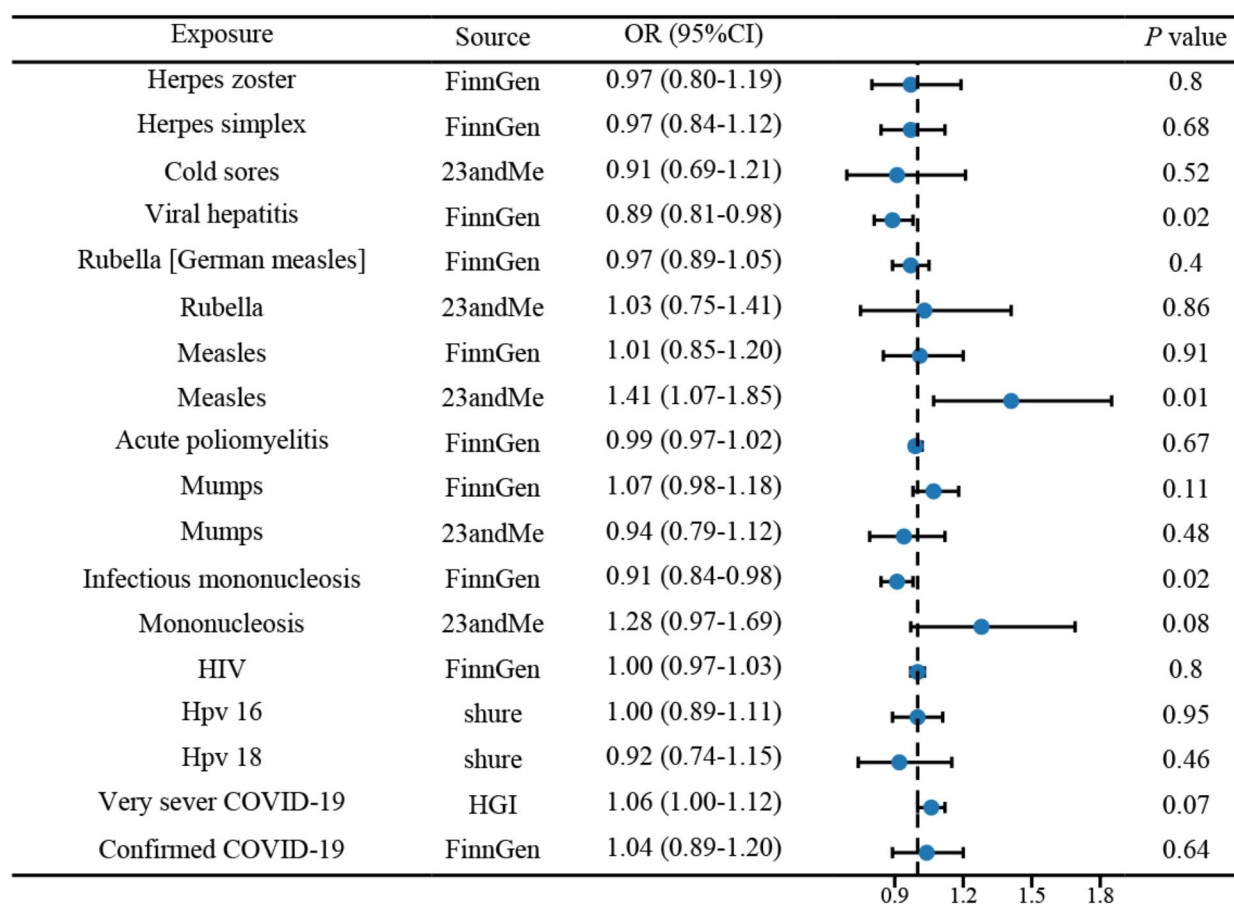 Exposure Source OR (95%CI) P value
Herpes zoster FinnGen 0.97 (0.80-1.19) 0.8
Herpes simplex FinnGen 0.97 (0.84-1.12) 0.68
Cold sores 23andMe 0.91 (0.69-1.21) 0.52
Viral hepatitis FinnGen 0.89 (0.81-0.98) 0.02
Rubella [German measles] FinnGen 0.97 (0.89-1.05) 0.4
Rubella 23andMe 1.03 (0.75-1.41) 0.86
Measles FinnGen 1.01 (0.85-1.20) 0.91
Measles 23andMe 1.41 (1.07-1.85) 0.01
Acute poliomyelitis FinnGen 0.99 (0.97-1.02) 0.67
Mumps FinnGen 1.07 (0.98-1.18) 0.11
Mumps 23andMe 0.94 (0.79-1.12) 0.48
Infectious mononucleosis FinnGen 0.91 (0.84-0.98) 0.02
Mononucleosis 23andMe 1.28 (0.97-1.69) 0.08
HIV FinnGen 1.00 (0.97-1.03) 0.8
Hpv 16 shure 1.00 (0.89-1.11) 0.95
Hpv 18 shure 0.92 (0.74-1.15) 0.46
Very sever COVID-19 HGI 1.06 (1.00-1.12) 0.07
Confirmed COVID-19 FinnGen 1.04 (0.89-1.20) 0.64
0.9 1.2 1.5 1.8